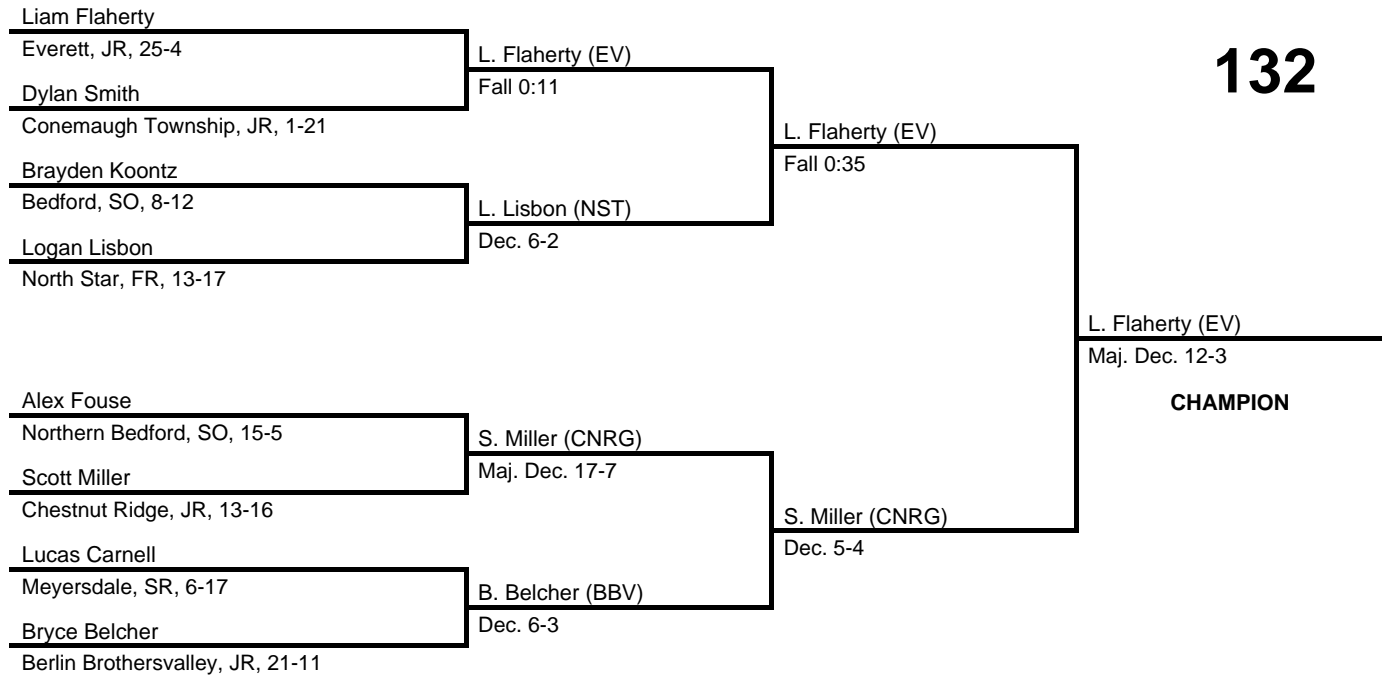 Liam Flaherty
Everett, JR, 25-4
L. Flaherty (EV)
132
Fall 0:11
Dylan Smith
Conemaugh Township, JR, 1-21
L. Flaherty (EV)
Fall 0:35
Brayden Koontz
Bedford, SO, 8-12
L. Lisbon (NST)
Dec. 6-2
Logan Lisbon
North Star, FR, 13-17
L. Flaherty (EV)
Maj. Dec. 12-3
CHAMPION
Alex Fouse
Northern Bedford, SO, 15-5
S. Miller (CNRG)
Maj. Dec. 17-7
Scott Miller
Chestnut Ridge, JR, 13-16
S. Miller (CNRG)
Dec. 5-4
Lucas Carnell
Meyersdale, SR, 6-17
B. Belcher (BBV)
Dec. 6-3
Bryce Belcher
Berlin Brothersvalley, JR, 21-11